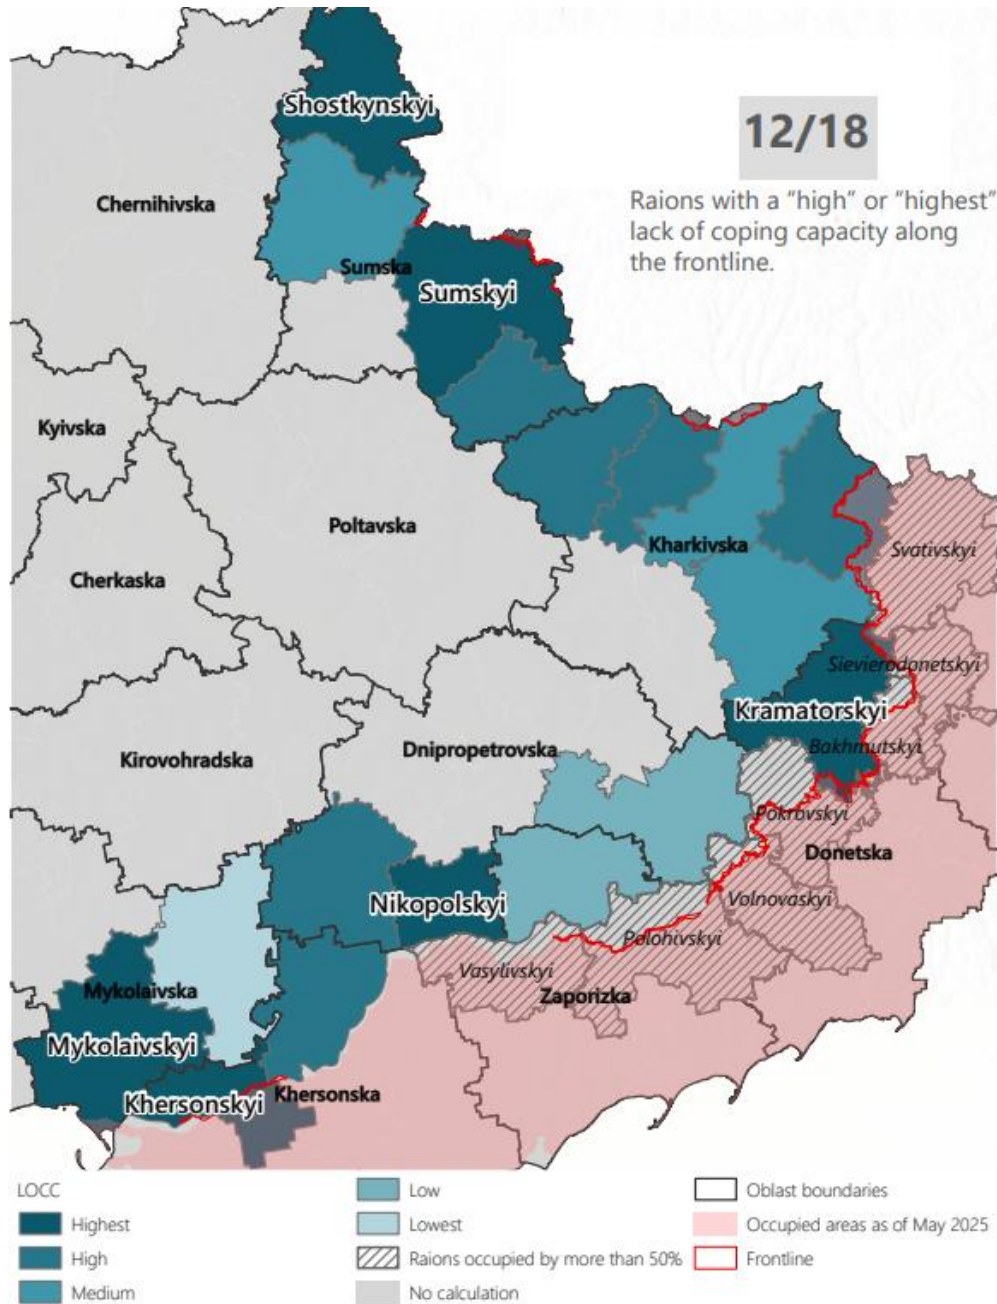 Shostkynskyi
12/18
Raions with a "high" or "highest"
lack of coping capacity along
the frontline.
Chernihivska
Sumska
Sumskyi
Kyivska
Poltavska
Kharkivska
Svativskyi
Cherkaska
Sievierodonetskyi
Kramatorskyi
Bakhmutskyi
Dnipropetrovska
Kirovohradska
Pokrovskyi
Donetska
Volnovaskyi
Nikopolskyi
Polohivskyi
Vasylivskyi
Zaporizka
Mykolaivska
Mykolaivskyi
Khersonskyi
Khersonska
LOCC
Highest
High
Medium
Low
Lowest
Raions occupied by more than 50%
No calculation
Oblast boundaries
Occupied areas as of May 2025
Frontline